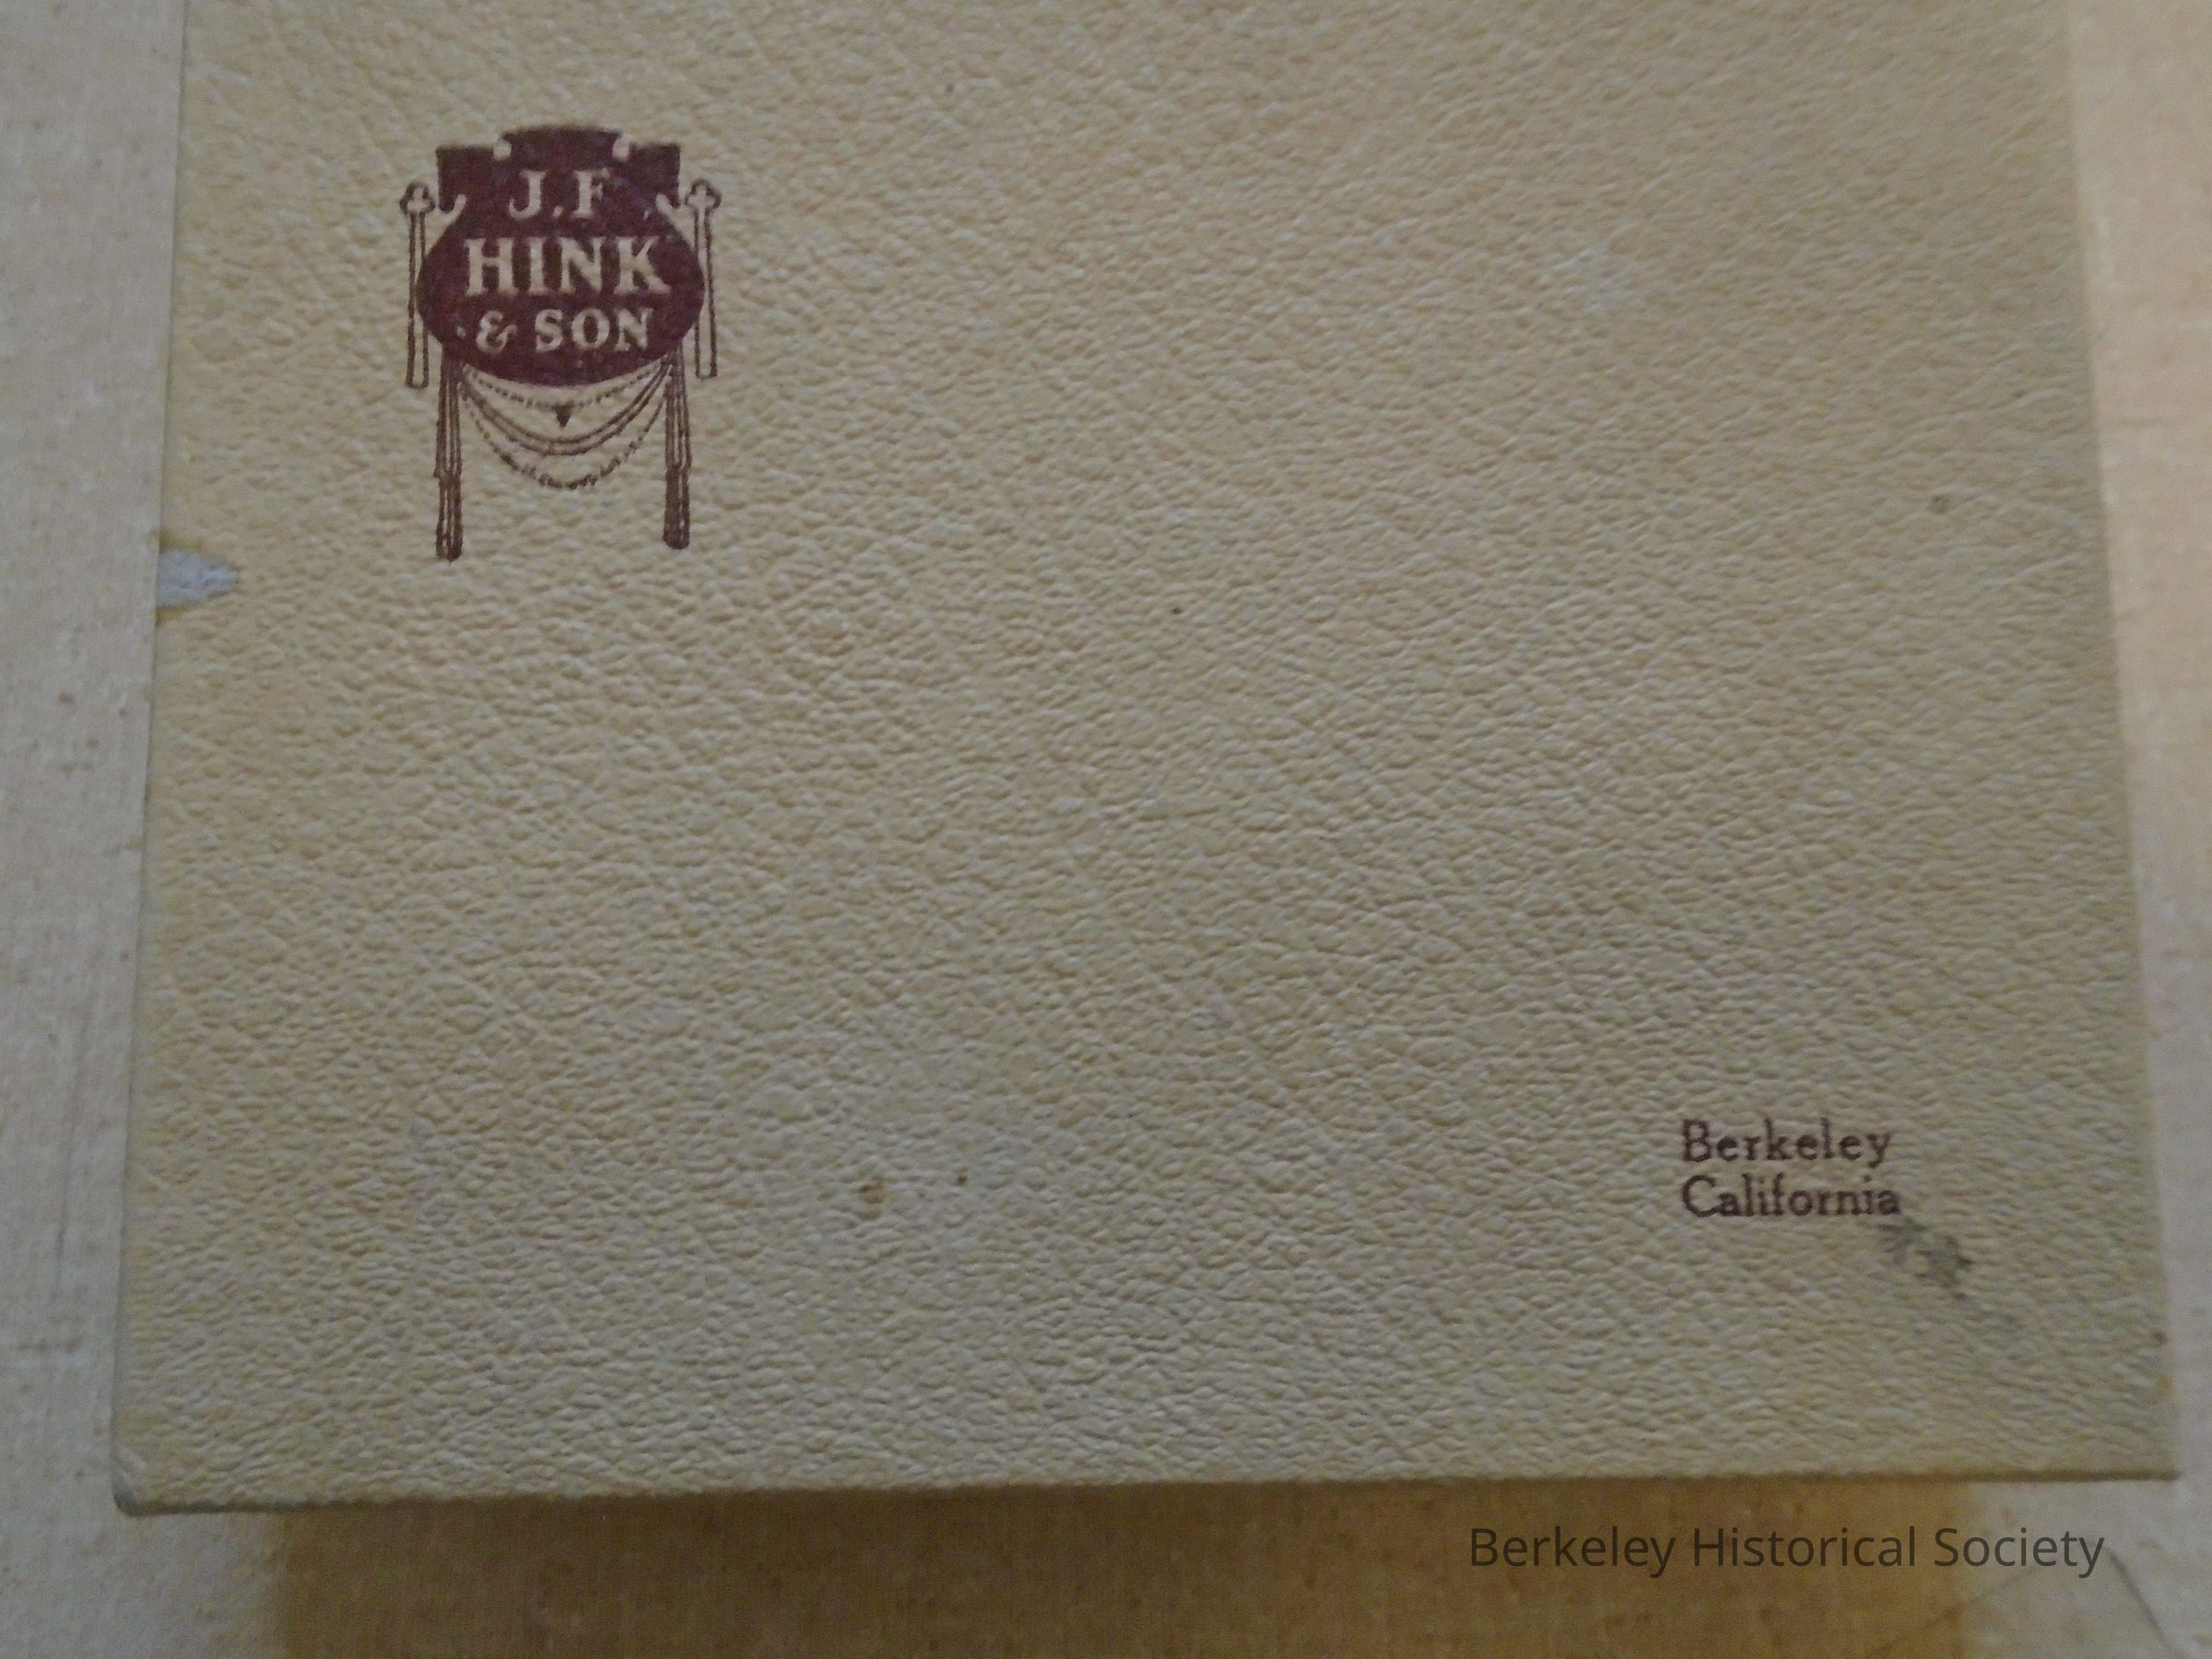 J.F
HINK
& SON
Berkeley
California
Berkeley Historical Society